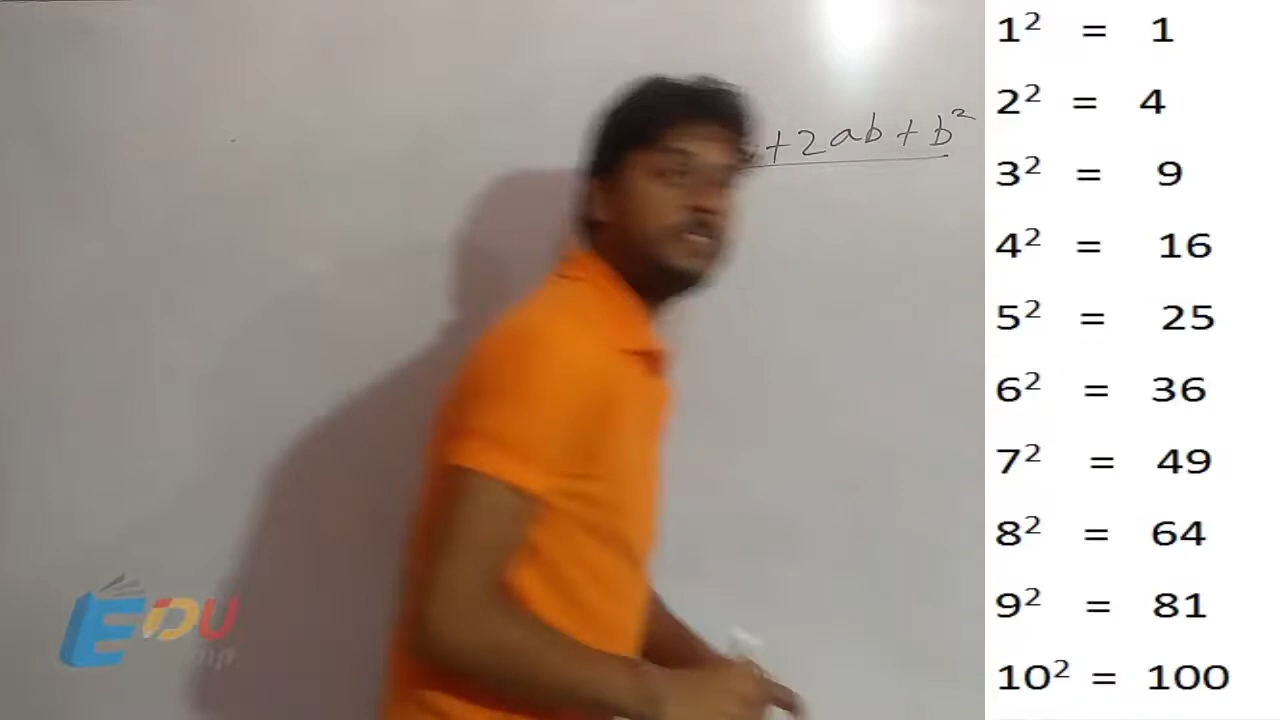 +2ab+b²
1² = 1
2² = 4
3² = 9
4² = 16
5² = 25
6² = 36
7² = 49
8² = 64
9² = 81
10² = 100
EDU